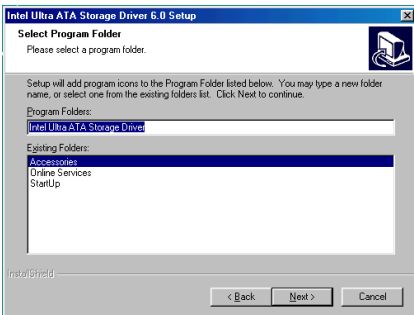 Intel Ultra ATA Storage Driver 6.0 Setup
Select Program Folder
Please select a program folder.
Setup will add program icons to the Program Folder listed below. You may type a new folder
name, or select one from the existing folders list. Click Next to continue.
Program Folders:
Intel Ultra ATA Storage Driver
Existing Folders:
Accessories
Online Services
StartUp
InstallShield
< Back
Next >
Cancel